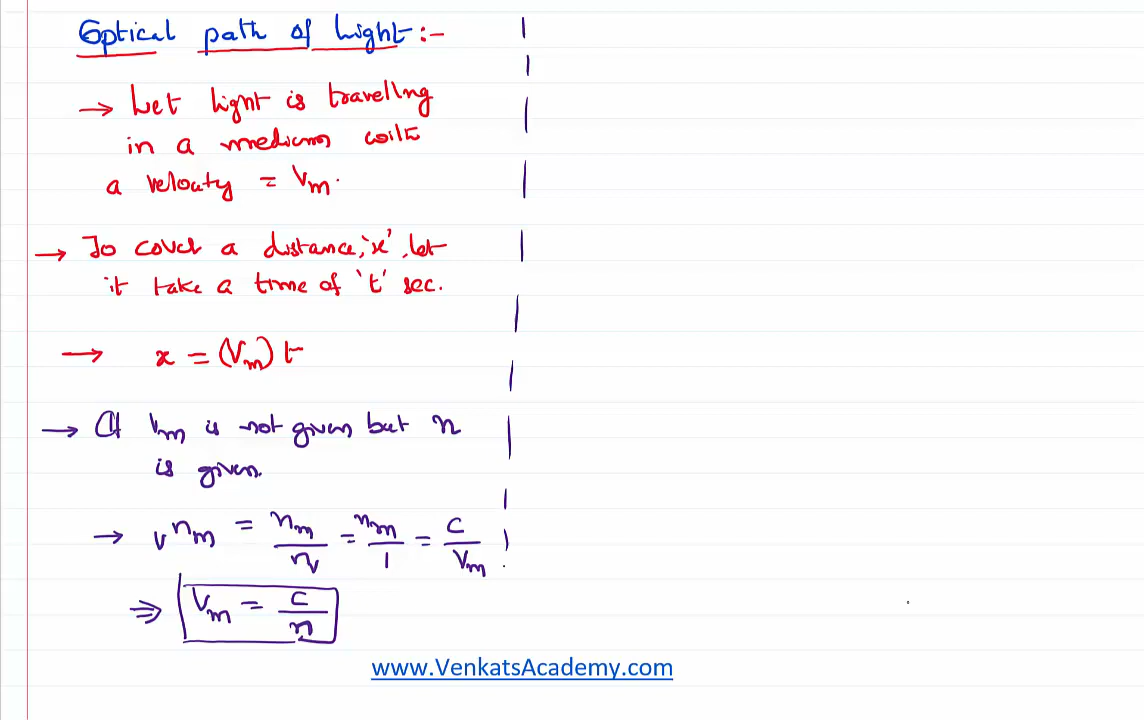 Optical path of light:-
→ Let light is travellng
in a medium with
a velocity = Vm.
→ To cover a distance, 'x', let
it take a time of 't' sec.
→ x = (Vm) t
→ If Vm is not given but n
is given.
→ vnm = nm/nv = nm/1 = c/Vm
⇒ Vm = c/n
www.VenkatsAcademy.com